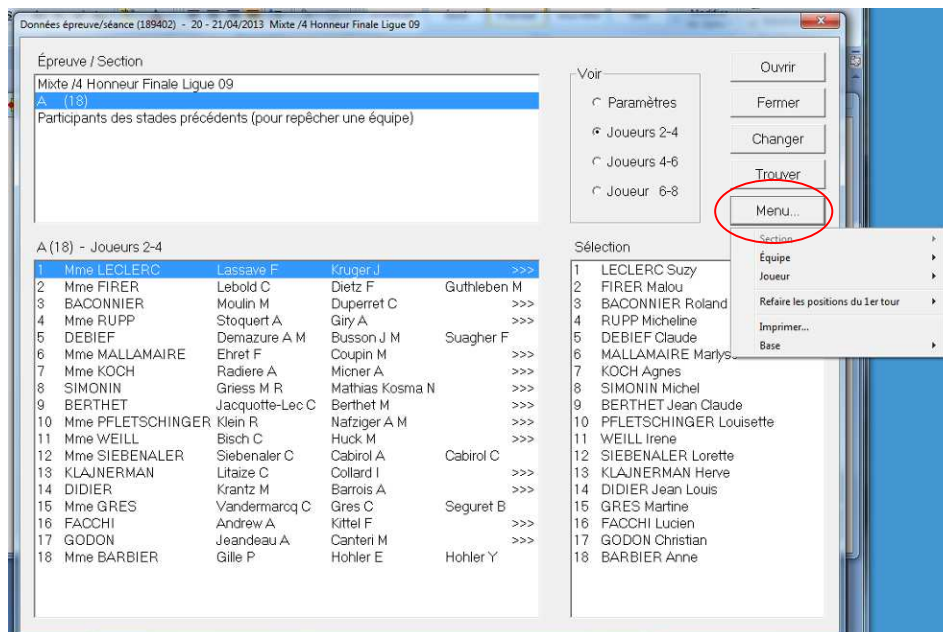 Données épreuve/séance (189402) - 20 - 21/04/2013 Mixte /4 Honneur Finale Ligue 09
Épreuve / Section
Mixte /4 Honneur Finale Ligue 09
A (18)
Participants des stades précédents (pour repêcher une équipe)
Voir
Paramètres
Joueurs 2-4
Joueurs 4-6
Joueur 6-8
Ouvrir
Fermer
Changer
Trouver
Menu...
Section
Équipe
Joueur
Refaire les positions du 1er tour
Imprimer...
Base
A (18) - Joueurs 2-4
1 Mme LECLERC Lassave F Kruger J >>>
2 Mme FIRER Lebold C Dietz F Guthleben M
3 BACONNIER Moulin M Duperret C >>>
4 Mme RUPP Stoquert A Giry A >>>
5 DEBIEF Demazure A M Busson J M Suagher F
6 Mme MALLAMAIRE Ehret F Coupin M >>>
7 Mme KOCH Radiere A Micner A >>>
8 SIMONIN Griess M R Mathias Kosma N >>>
9 BERTHET Jacquotte-Lec C Berthet M >>>
10 Mme PFLETSCHINGER Klein R Nafziger A M >>>
11 Mme WEILL Bisch C Huck M >>>
12 Mme SIEBENALER Siebenaler C Cabirol A Cabirol C
13 KLAJNERMAN Litaize C Collard I >>>
14 DIDIER Krantz M Barrois A >>>
15 Mme GRES Vandermarcq C Gres C Seguret B
16 FACCHI Andrew A Kittel F >>>
17 GODON Jeandeau A Canteri M >>>
18 Mme BARBIER Gille P Hohler E Hohler Y
Sélection
1 LECLERC Suzy
2 FIRER Malou
3 BACONNIER Roland
4 RUPP Micheline
5 DEBIEF Claude
6 MALLAMAIRE Marlyse
7 KOCH Agnes
8 SIMONIN Michel
9 BERTHET Jean Claude
10 PFLETSCHINGER Louisette
11 WEILL Irene
12 SIEBENALER Lorette
13 KLAJNERMAN Herve
14 DIDIER Jean Louis
15 GRES Martine
16 FACCHI Lucien
17 GODON Christian
18 BARBIER Anne